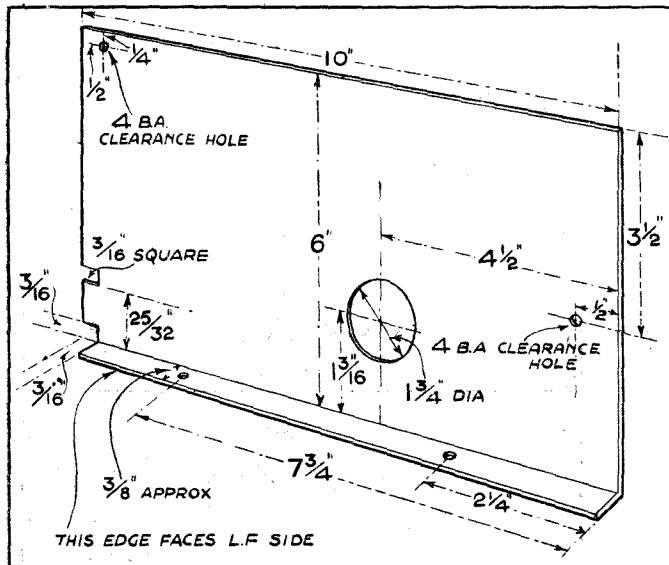 10"
1/4"
1/2"
4 B.A.
CLEARANCE HOLE
3 1/2"
6"
3/16" SQUARE
4 1/2"
3/16"
25/32"
1/2"
1 3/16"
4 B.A CLEARANCE
HOLE
1 3/4" DIA
3/16"
7 3/4"
3/8" APPROX
2 1/4"
THIS EDGE FACES L.F SIDE